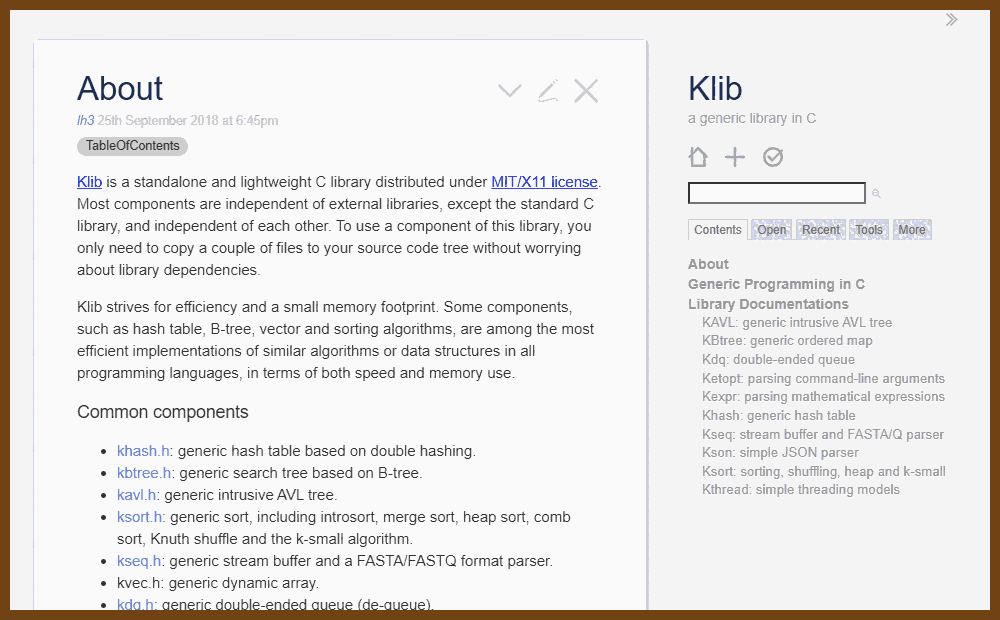 About
lh3 25th September 2018 at 6:45pm
TableOfContents
Klib is a standalone and lightweight C library distributed under MIT/X11 license.
Most components are independent of external libraries, except the standard C
library, and independent of each other. To use a component of this library, you
only need to copy a couple of files to your source code tree without worrying
about library dependencies.
Klib strives for efficiency and a small memory footprint. Some components,
such as hash table, B-tree, vector and sorting algorithms, are among the most
efficient implementations of similar algorithms or data structures in all
programming languages, in terms of both speed and memory use.
Common components
• khash.h: generic hash table based on double hashing.
• kbtree.h: generic search tree based on B-tree.
• kavl.h: generic intrusive AVL tree.
• ksort.h: generic sort, including introsort, merge sort, heap sort, comb
sort, Knuth shuffle and the k-small algorithm.
• kseq.h: generic stream buffer and a FASTA/FASTQ format parser.
• kvec.h: generic dynamic array.
• kdq.h: generic double-ended queue (de-queue).
Klib
a generic library in C
Contents Open Recent Tools More
About
Generic Programming in C
Library Documentations
KAVL: generic intrusive AVL tree
KBtree: generic ordered map
Kdq: double-ended queue
Ketopt: parsing command-line arguments
Kexpr: parsing mathematical expressions
Khash: generic hash table
Kseq: stream buffer and FASTA/Q parser
Kson: simple JSON parser
Ksort: sorting, shuffling, heap and k-small
Kthread: simple threading models